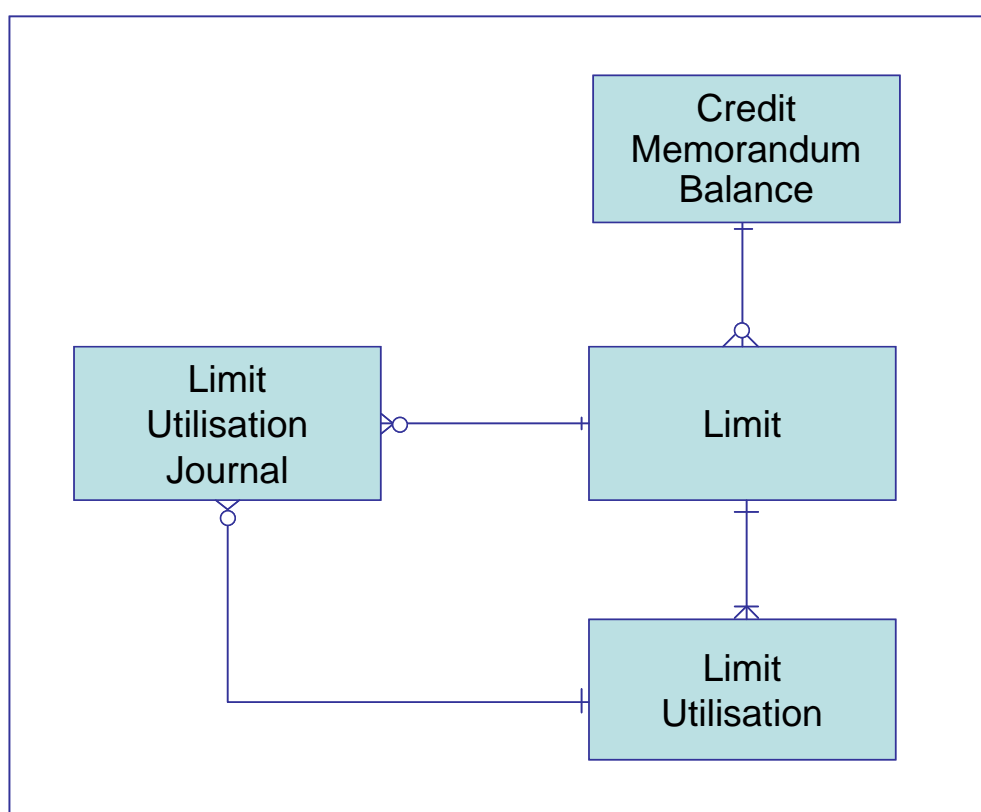 Credit
Memorandum
Balance
Limit
Utilisation
Journal
Limit
Limit
Utilisation